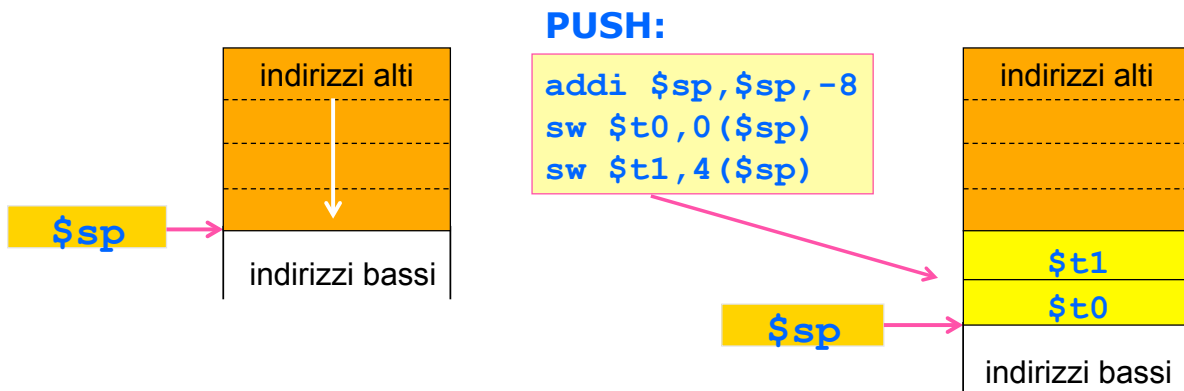 PUSH:
indirizzi alti
addi $sp,$sp,-8
sw $t0,0($sp)
sw $t1,4($sp)
indirizzi alti
$sp
indirizzi bassi
$t1
$t0
$sp
indirizzi bassi